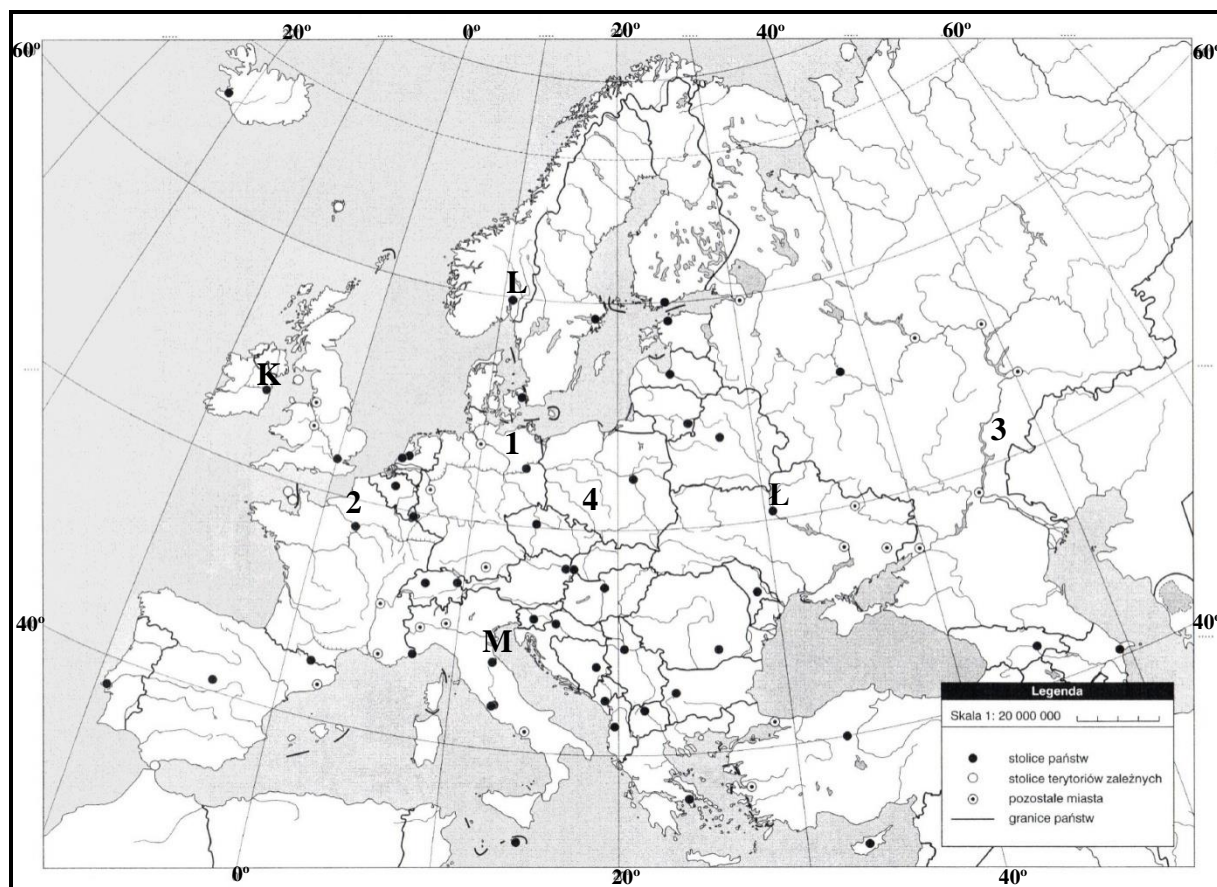 20º 0º 20º 40º 60º
60º 60º
L
K
3
1
2 4 Ł
40º 40º
M
Legenda
Skala 1: 20 000 000
stolice państw
stolice terytoriów zależnych
pozostałe miasta
granice państw
0º 20º 40º